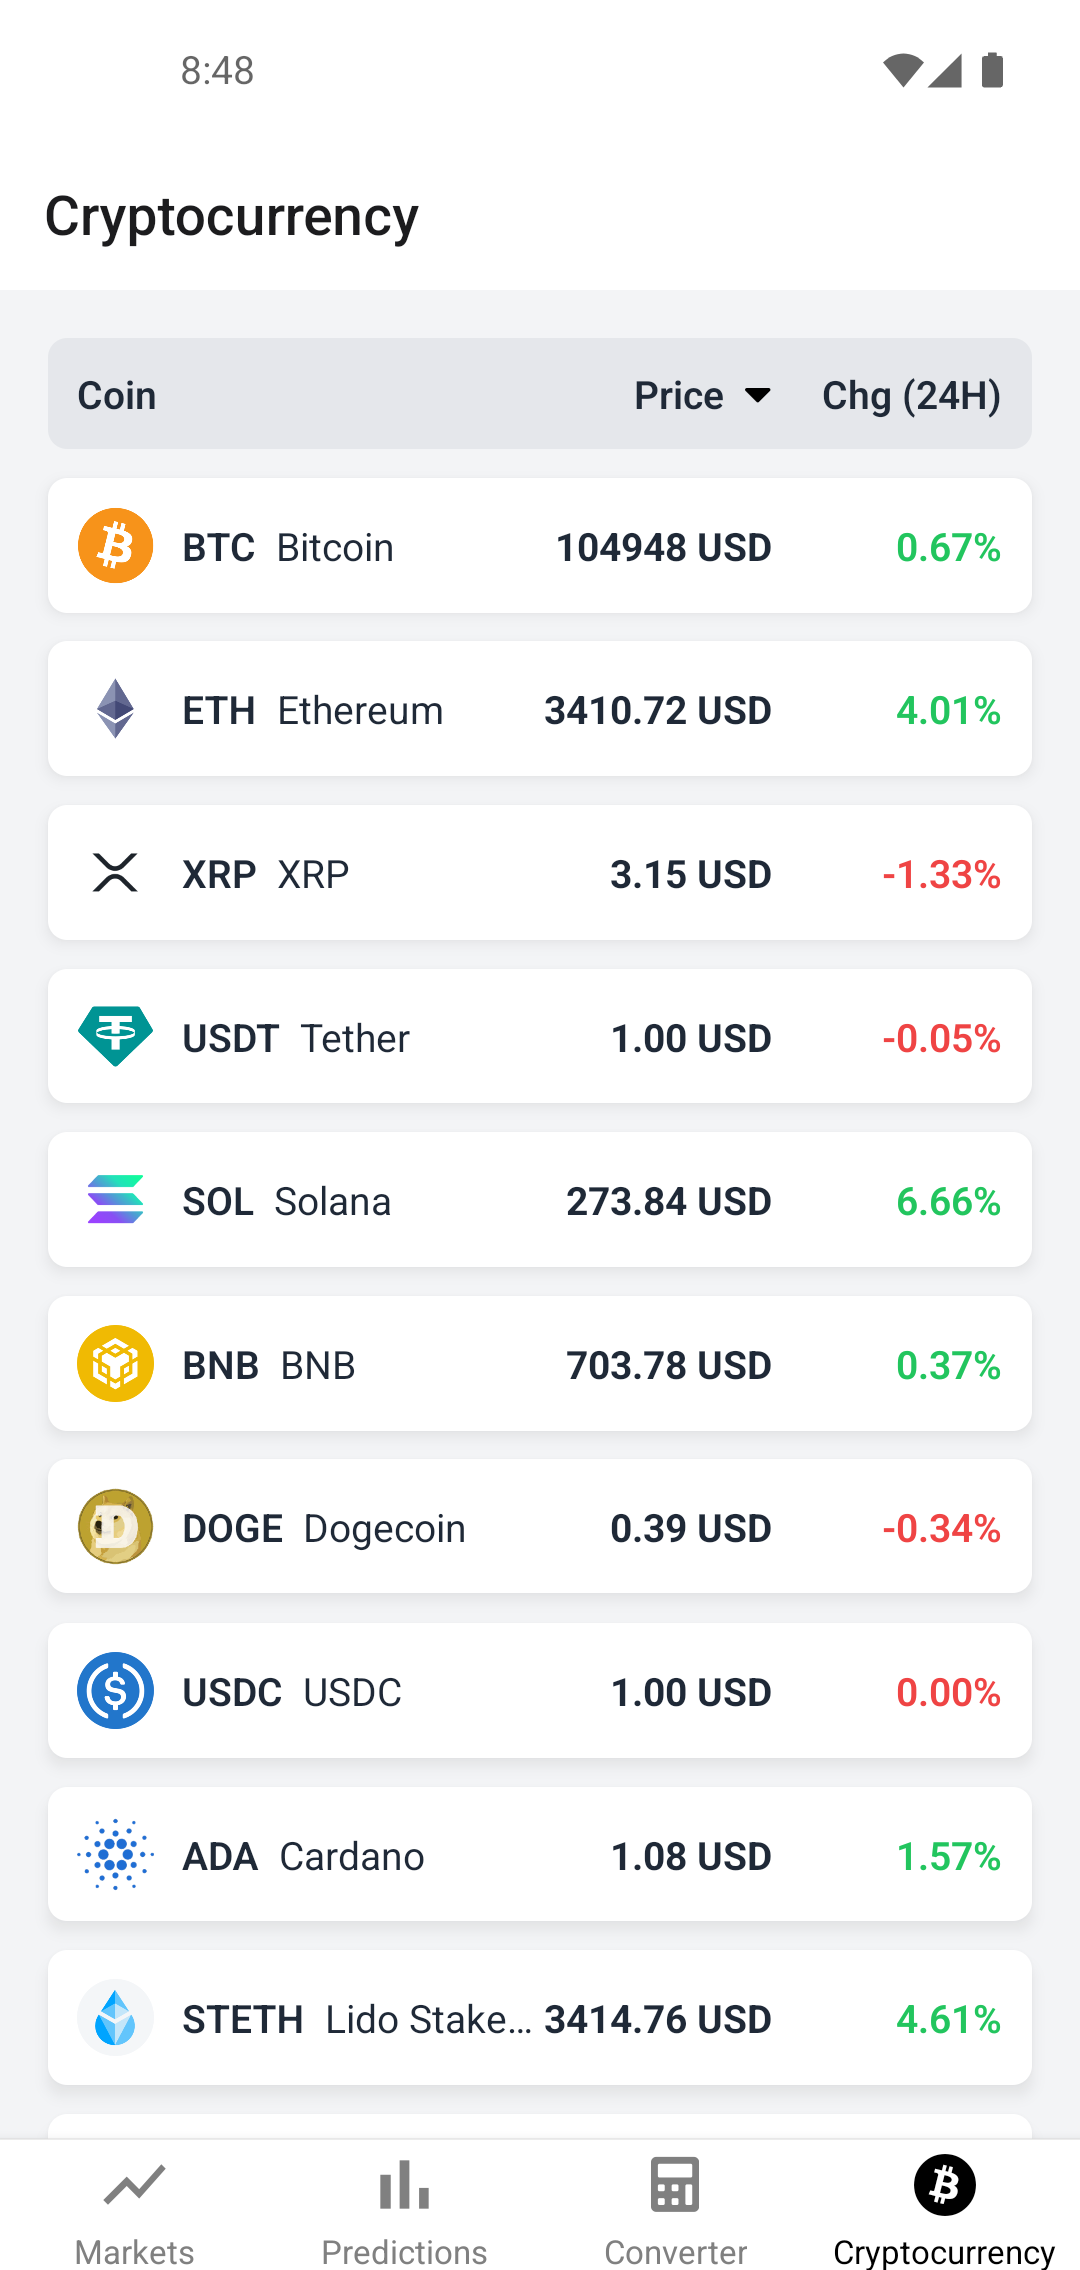 8:48
Cryptocurrency
Coin Price Chg (24H)
BTC Bitcoin 104948 USD 0.67%
ETH Ethereum 3410.72 USD 4.01%
XRP XRP 3.15 USD -1.33%
USDT Tether 1.00 USD -0.05%
SOL Solana 273.84 USD 6.66%
BNB BNB 703.78 USD 0.37%
DOGE Dogecoin 0.39 USD -0.34%
USDC USDC 1.00 USD 0.00%
ADA Cardano 1.08 USD 1.57%
STETH Lido Stake... 3414.76 USD 4.61%
Markets Predictions Converter Cryptocurrency